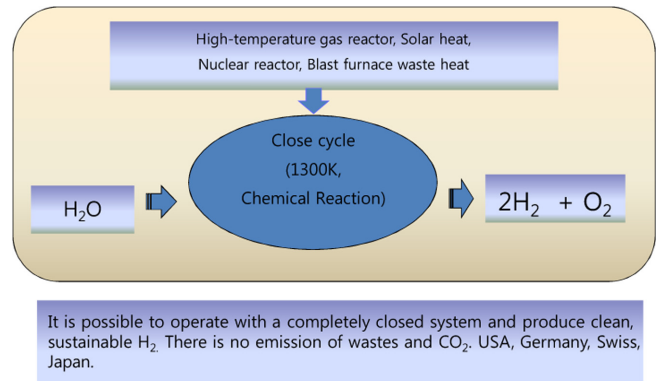 High-temperature gas reactor, Solar heat,
Nuclear reactor, Blast furnace waste heat
Close cycle
(1300K,
Chemical Reaction)
H₂O
2H₂ + O₂
It is possible to operate with a completely closed system and produce clean,
sustainable H₂. There is no emission of wastes and CO₂. USA, Germany, Swiss,
Japan.